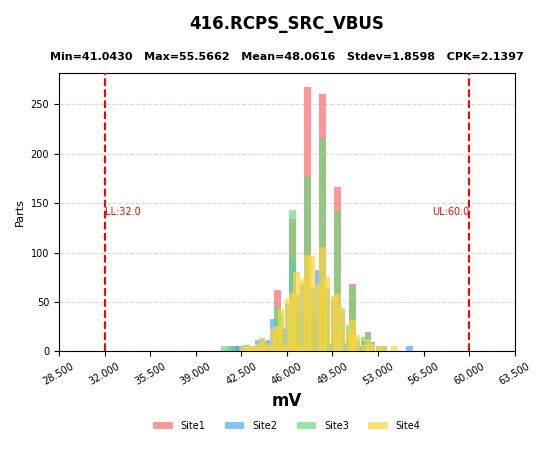 416.RCPS_SRC_VBUS
Min=41.0430 Max=55.5662 Mean=48.0616 Stdev=1.8598 CPK=2.1397
250
200
150
100
50
0
Parts
LL:32.0
UL:60.0
28.500 32.000 35.500 39.000 42.500 46.000 49.500 53.000 56.500 60.000 63.500
mV
Site1 Site2 Site3 Site4